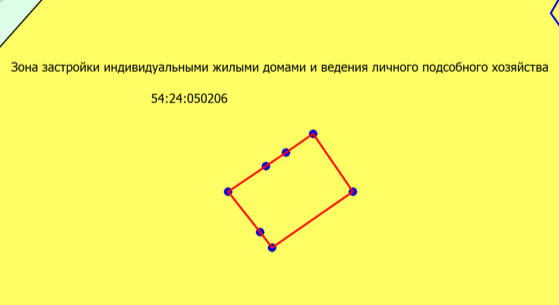 Зона застройки индивидуальными жилыми домами и ведения личного подсобного хозяйства
54:24:050206